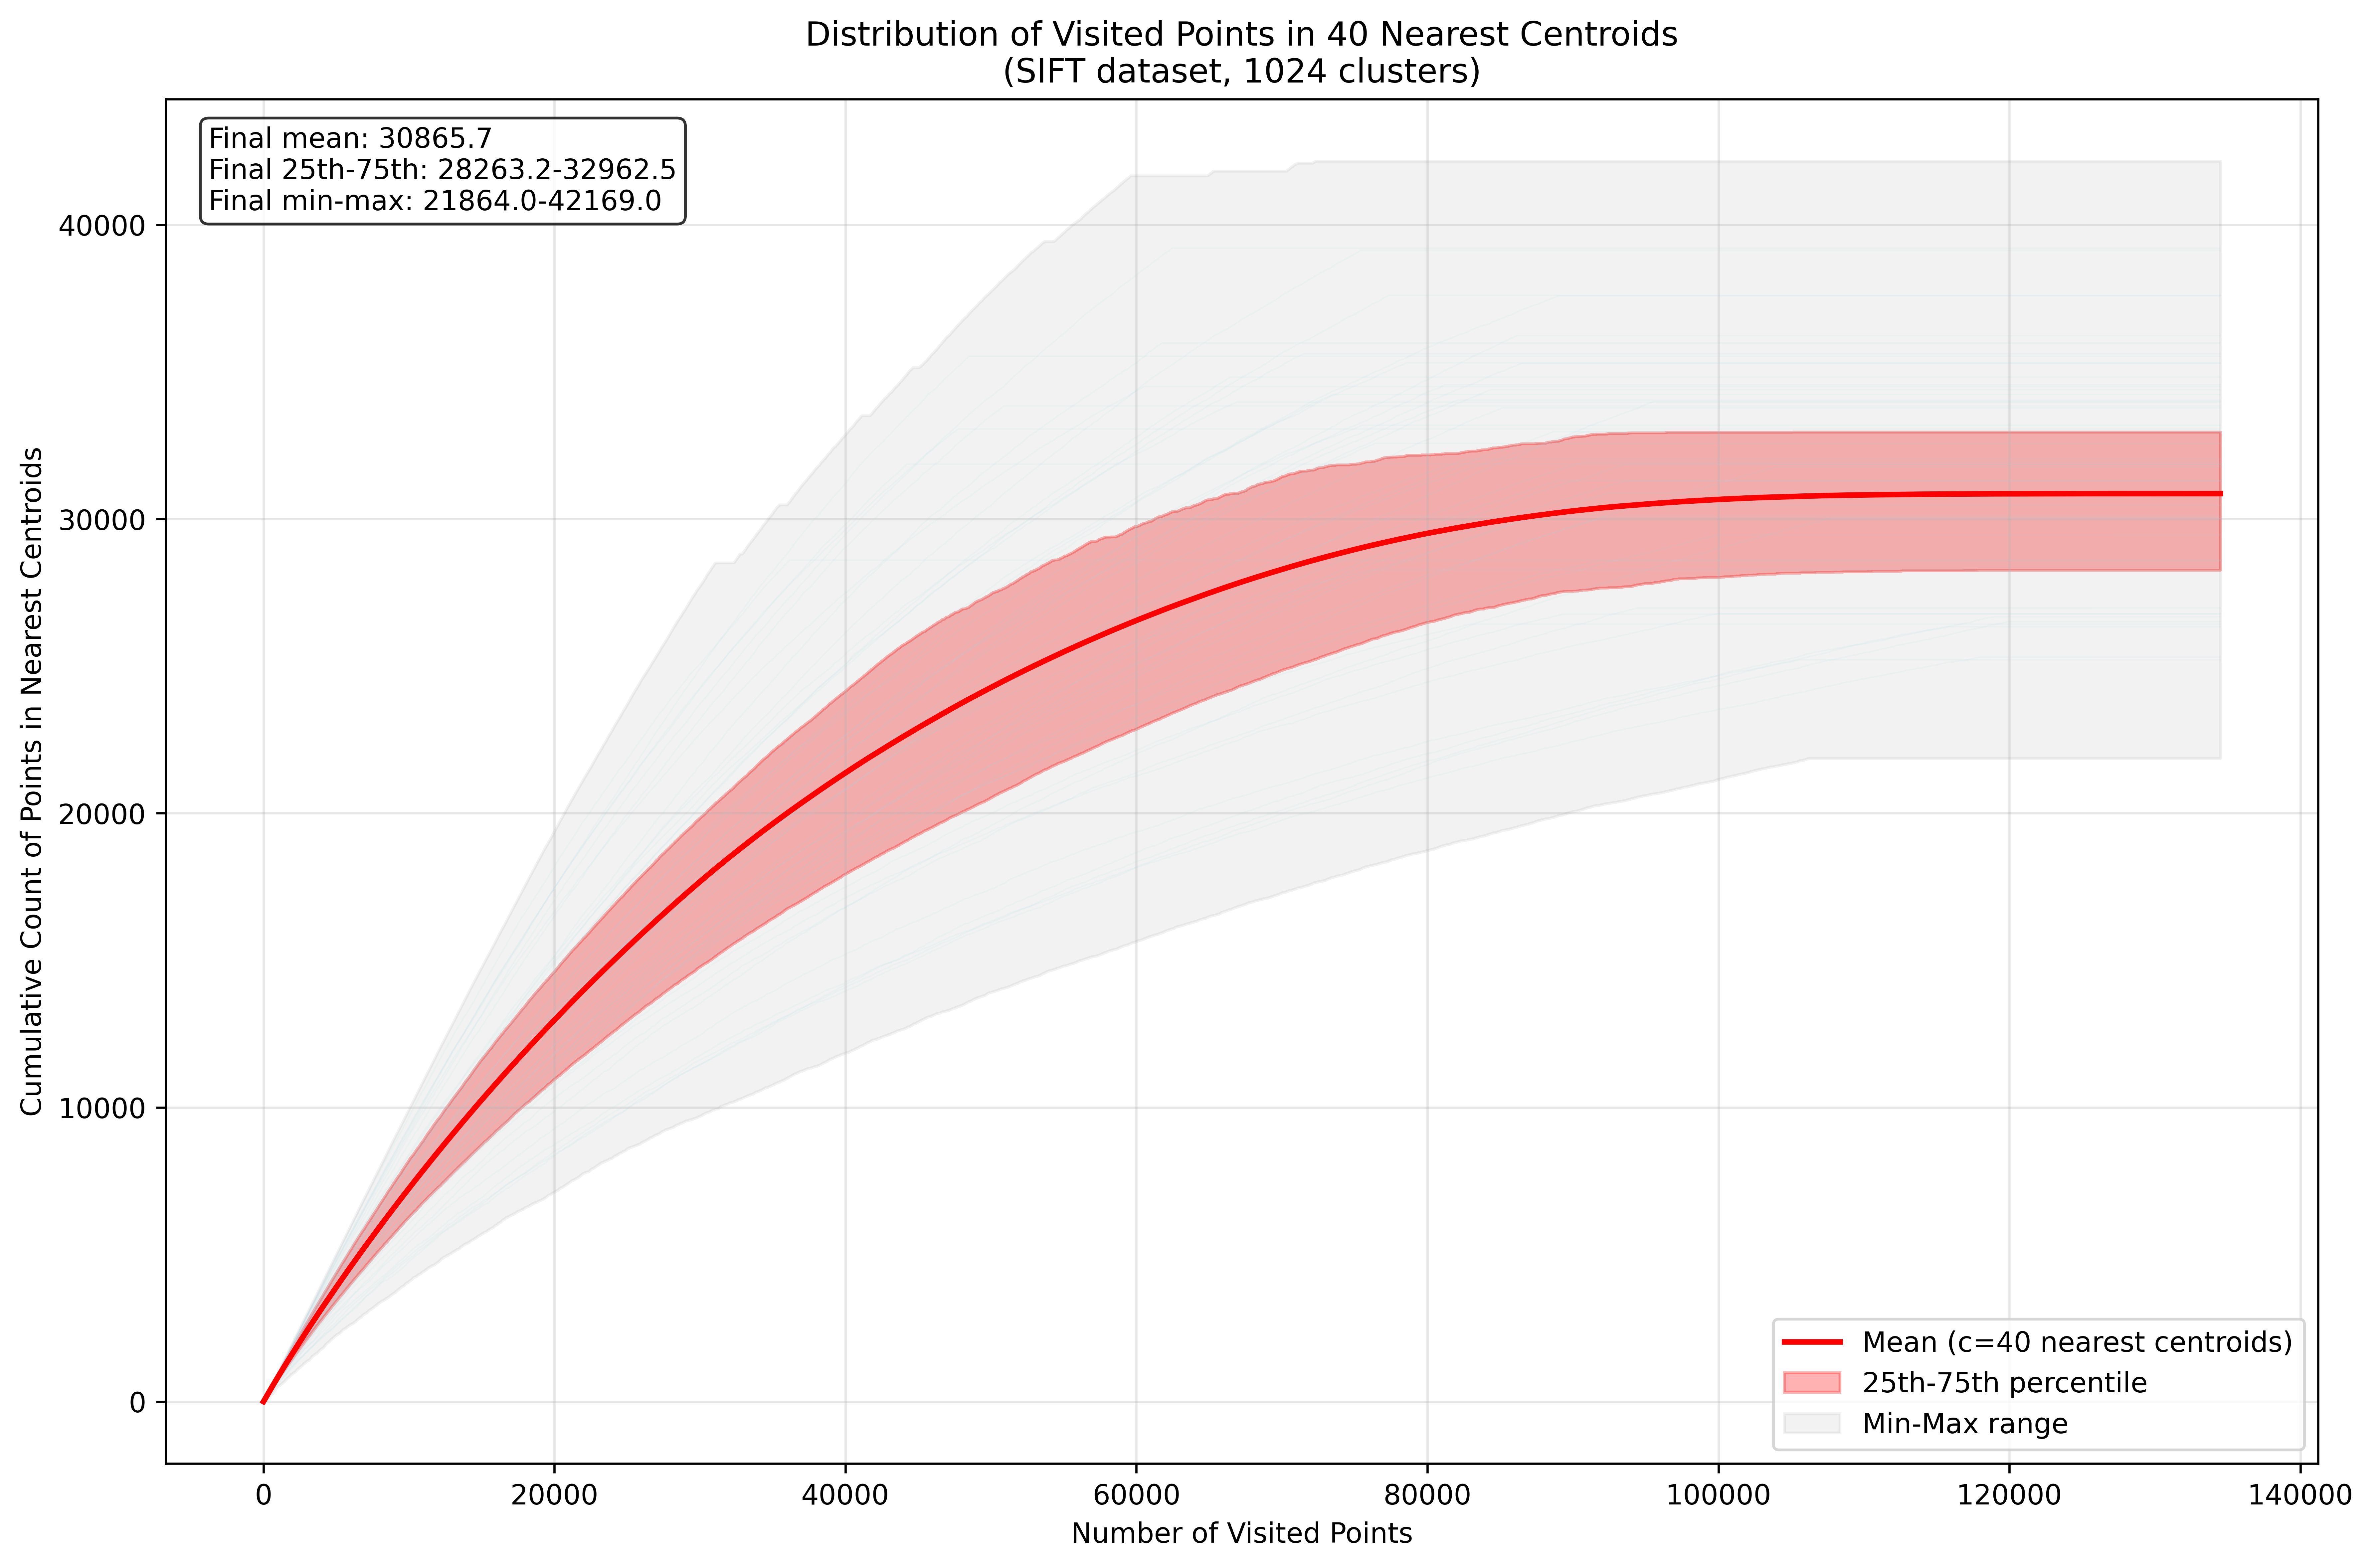 Distribution of Visited Points in 40 Nearest Centroids
(SIFT dataset, 1024 clusters)
Final mean: 30865.7
Final 25th-75th: 28263.2-32962.5
Final min-max: 21864.0-42169.0
Cumulative Count of Points in Nearest Centroids
40000
30000
20000
10000
0
Mean (c=40 nearest centroids)
25th-75th percentile
Min-Max range
0 20000 40000 60000 80000 100000 120000 140000
Number of Visited Points